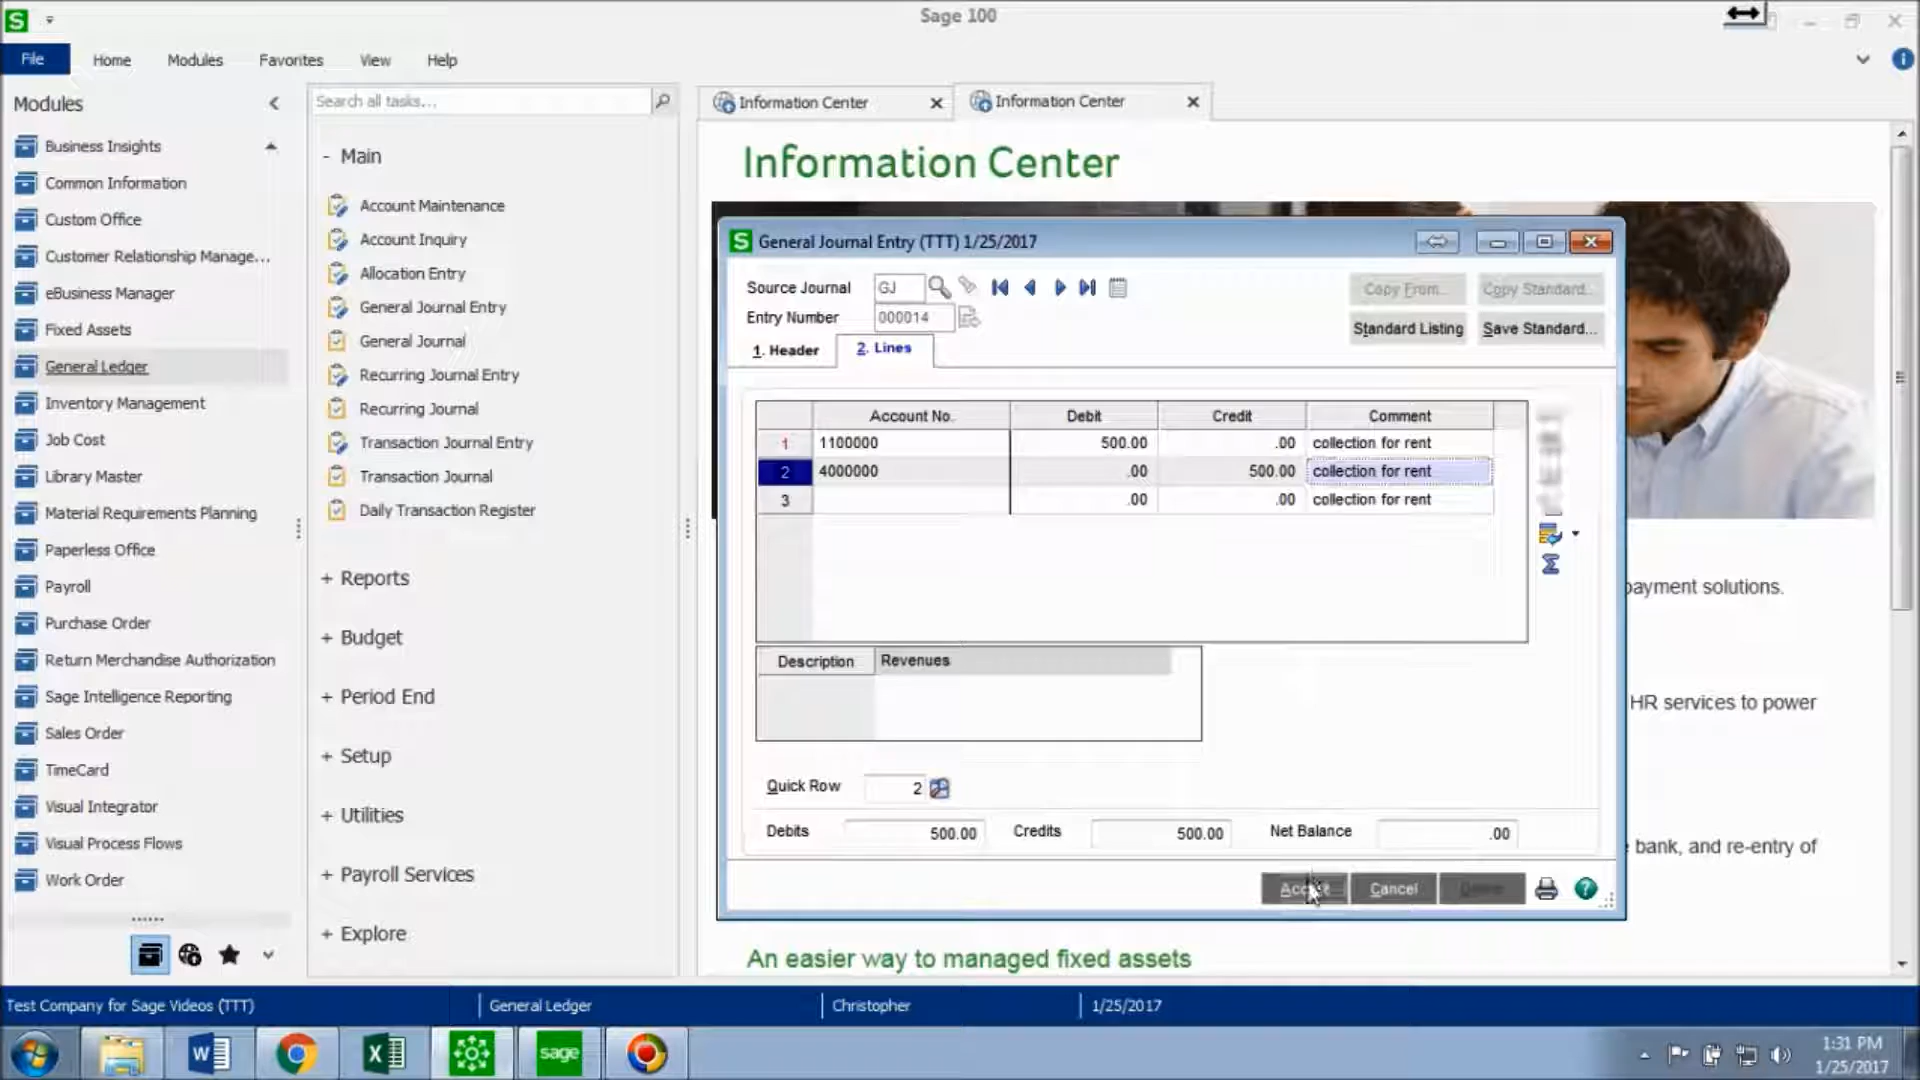 Sage 100
File Home Modules Favorites View Help
Modules
Business Insights
Common Information
Custom Office
Customer Relationship Manage...
eBusiness Manager
Fixed Assets
General Ledger
Inventory Management
Job Cost
Library Master
Material Requirements Planning
Paperless Office
Payroll
Purchase Order
Return Merchandise Authorization
Sage Intelligence Reporting
Sales Order
TimeCard
Visual Integrator
Visual Process Flows
Work Order
Search all tasks...
- Main
Account Maintenance
Account Inquiry
Allocation Entry
General Journal Entry
General Journal
Recurring Journal Entry
Recurring Journal
Transaction Journal Entry
Transaction Journal
Daily Transaction Register
+ Reports
+ Budget
+ Period End
+ Setup
+ Utilities
+ Payroll Services
+ Explore
Information Center Information Center
Information Center
General Journal Entry (TTT) 1/25/2017
Source Journal GJ
Entry Number 000014
Copy From... Copy Standard...
Standard Listing Save Standard...
1. Header 2. Lines
Account No. Debit Credit Comment
1 1100000 500.00 .00 collection for rent
2 4000000 .00 500.00 collection for rent
3 .00 .00 collection for rent
Description Revenues
Quick Row 2
Debits 500.00 Credits 500.00 Net Balance .00
Cancel
payment solutions.
HR services to power
bank, and re-entry of
An easier way to managed fixed assets
Test Company for Sage Videos (TTT) General Ledger Christopher 1/25/2017
sage
1:31 PM
1/25/2017